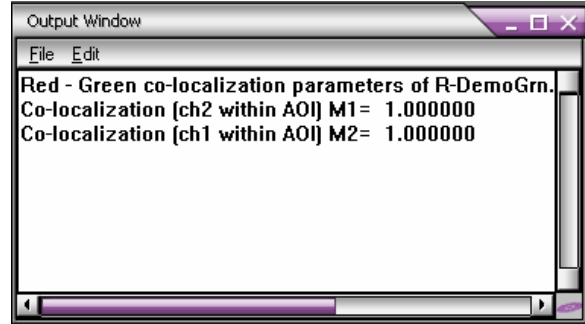 Output Window
File Edit
Red - Green co-localization parameters of R-DemoGrn.
Co-localization (ch2 within AOI) M1= 1.000000
Co-localization (ch1 within AOI) M2= 1.000000